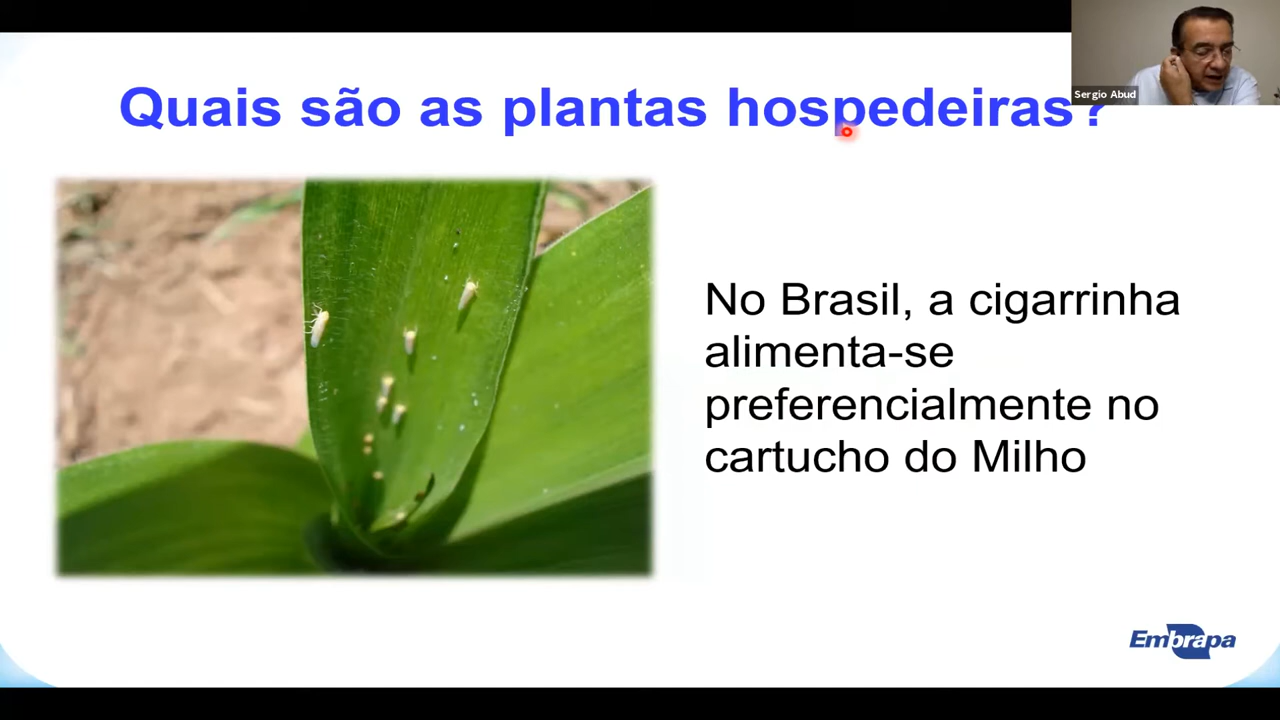 Quais são as plantas hospedeiras?
Sergio Abud
No Brasil, a cigarrinha
alimenta-se
preferencialmente no
cartucho do Milho
Embrapa